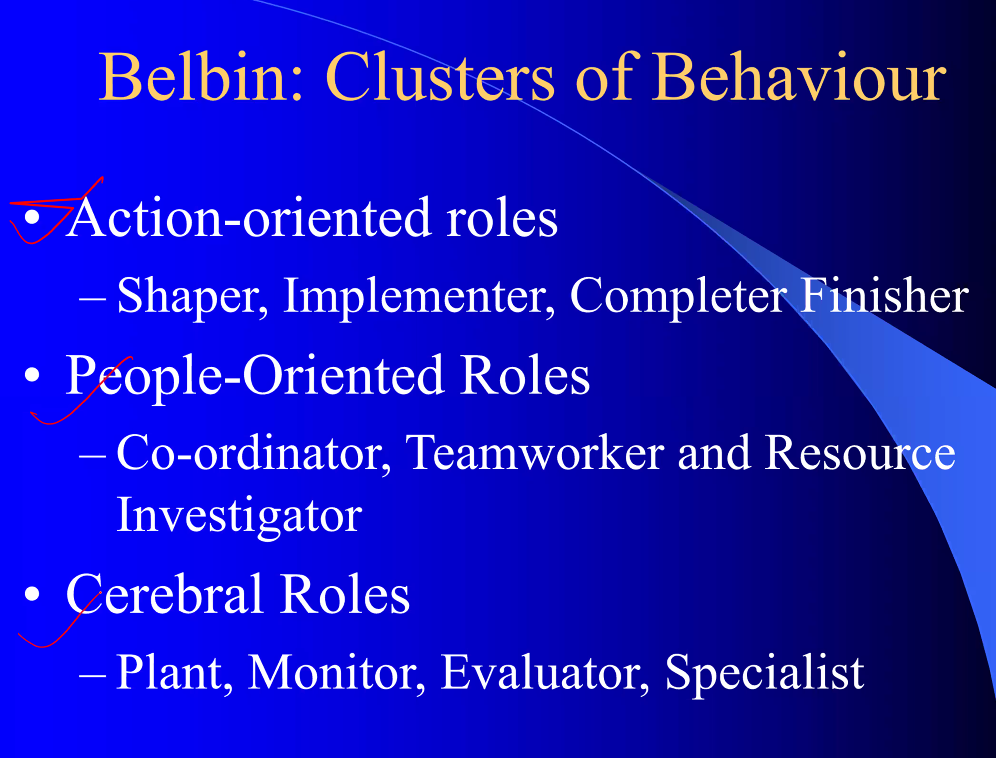 Belbin: Clusters of Behaviour
• Action-oriented roles
– Shaper, Implementer, Completer Finisher
• People-Oriented Roles
– Co-ordinator, Teamworker and Resource
Investigator
• Cerebral Roles
– Plant, Monitor, Evaluator, Specialist